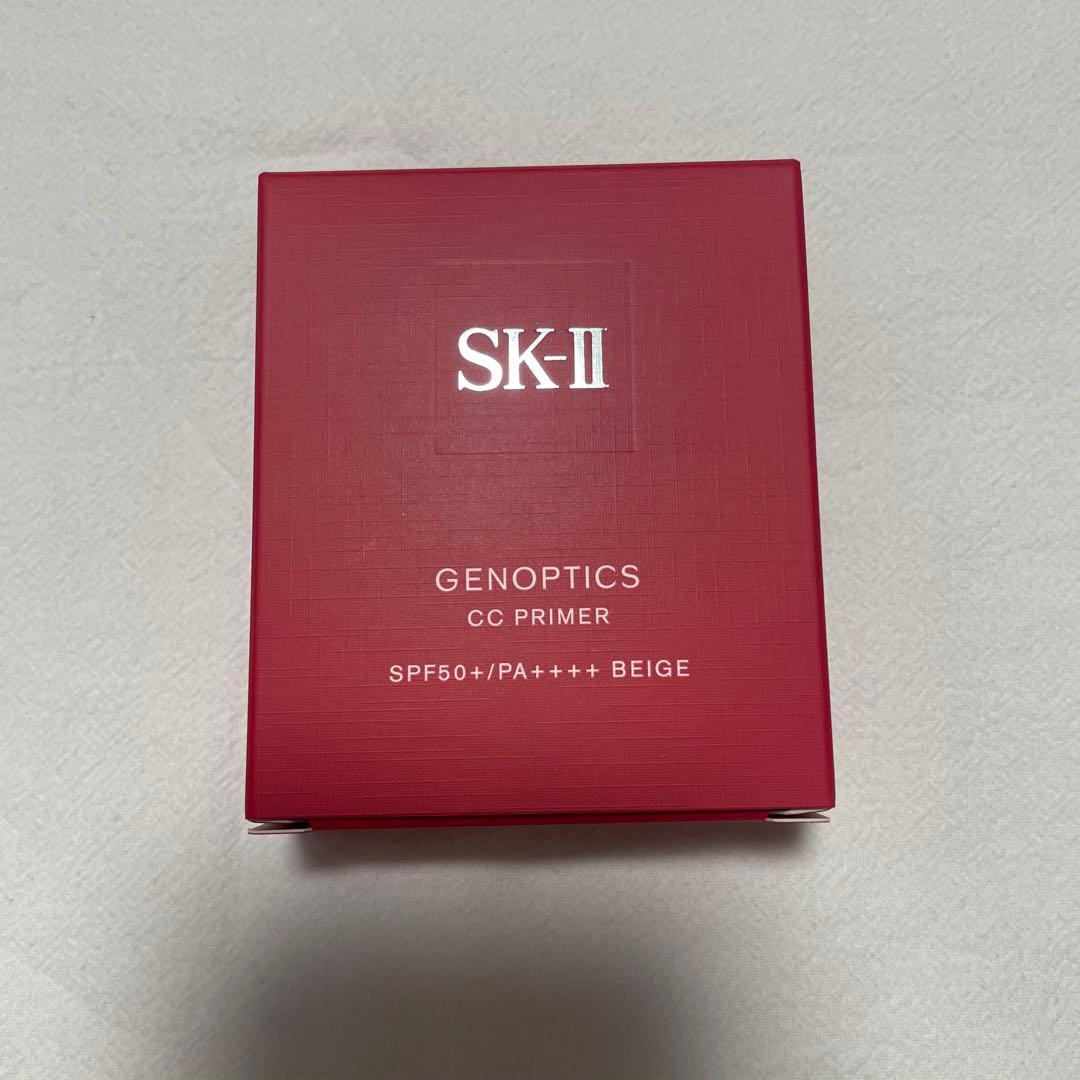 SK-II
GENOPTICS
CC PRIMER
SPF50+/PA++++ BEIGE